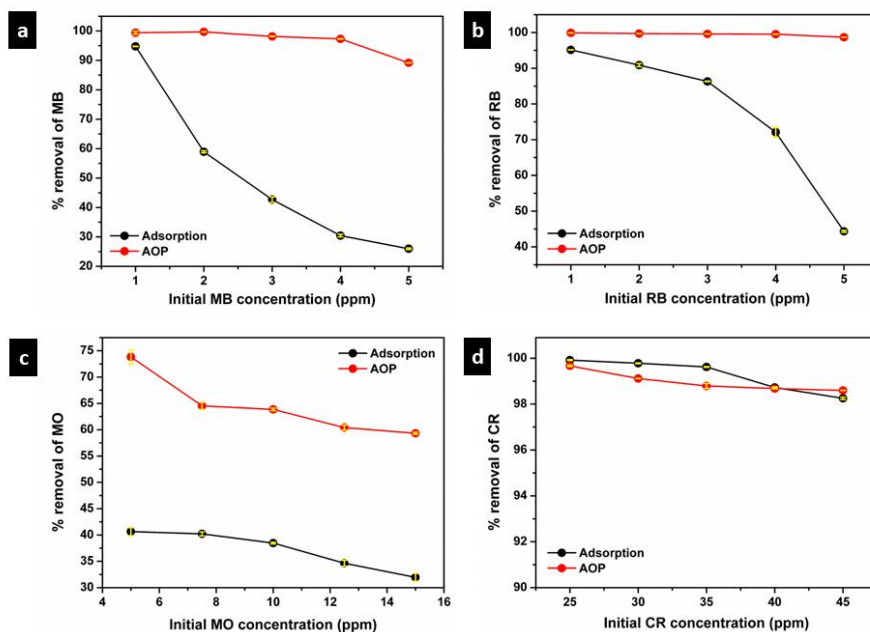 a
100
90
80
70
60
50
40
30
20
% removal of MB
Adsorption
AOP
1 2 3 4 5
Initial MB concentration (ppm)
b
100
90
80
70
60
50
40
% removal of RB
Adsorption
AOP
1 2 3 4 5
Initial RB concentration (ppm)
c
75
70
65
60
55
50
45
40
35
30
% removal of MO
Adsorption
AOP
4 6 8 10 12 14 16
Initial MO concentration (ppm)
d
100
98
96
94
92
90
% removal of CR
Adsorption
AOP
25 30 35 40 45
Initial CR concentration (ppm)